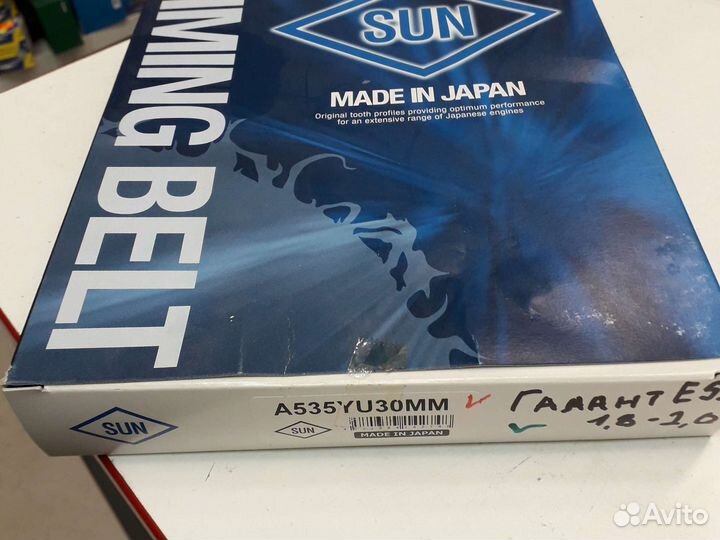 SUN
MADE IN JAPAN
Original tooth profiles providing optimum performance
for an extensive range of Japanese engines
TIMING BELT
SUN
A535YU30MM
SUN
MADE IN JAPAN
ГАЛАНТ
1,8-2,0
Avito